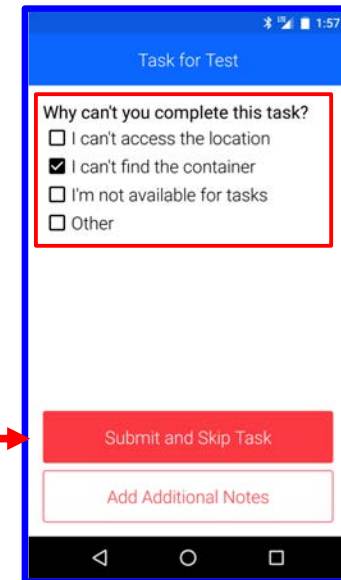 LTE 1:57
Task for Test
Why can't you complete this task?
I can't access the location
I can't find the container
I'm not available for tasks
Other
Submit and Skip Task
Add Additional Notes